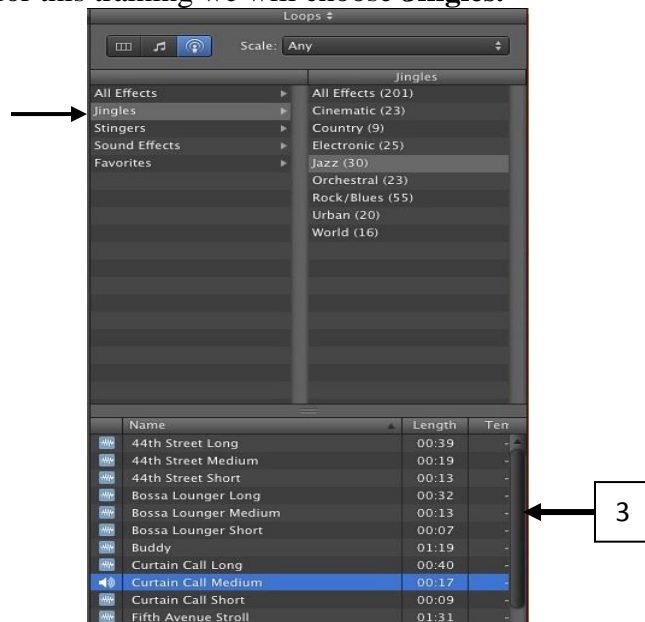 for this training we will choose Jingles.
Loops
Scale: Any
Jingles
All Effects
Jingles
Stingers
Sound Effects
Favorites
All Effects (201)
Cinematic (23)
Country (9)
Electronic (25)
Jazz (30)
Orchestral (23)
Rock/Blues (55)
Urban (20)
World (16)
Name Length Tem
44th Street Long 00:39 -
44th Street Medium 00:19 -
44th Street Short 00:13 -
Bossa Lounger Long 00:32 -
Bossa Lounger Medium 00:13 -
Bossa Lounger Short 00:07 -
Buddy 01:19 -
Curtain Call Long 00:40 -
Curtain Call Medium 00:17 -
Curtain Call Short 00:09 -
Fifth Avenue Stroll 01:31 -
3